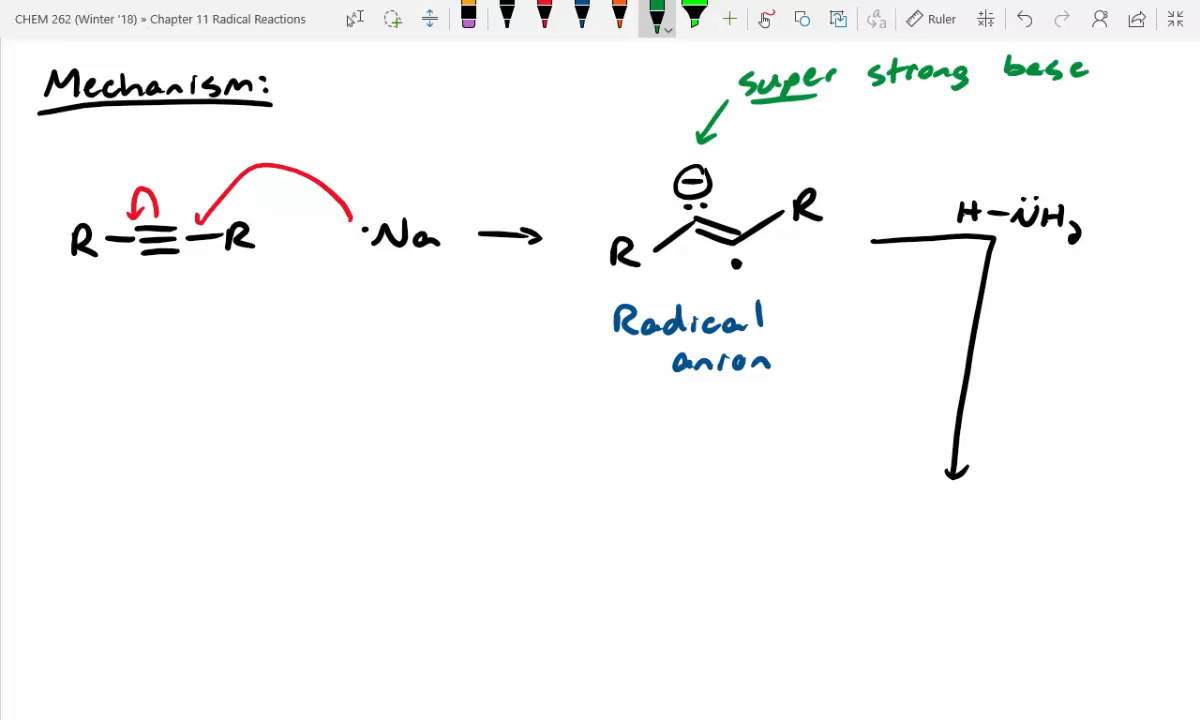 CHEM 262 (Winter '18) » Chapter 11 Radical Reactions
Ruler
Mechanism:
super strong base
R R ·Na
R R
H-NH2
Radical
anion